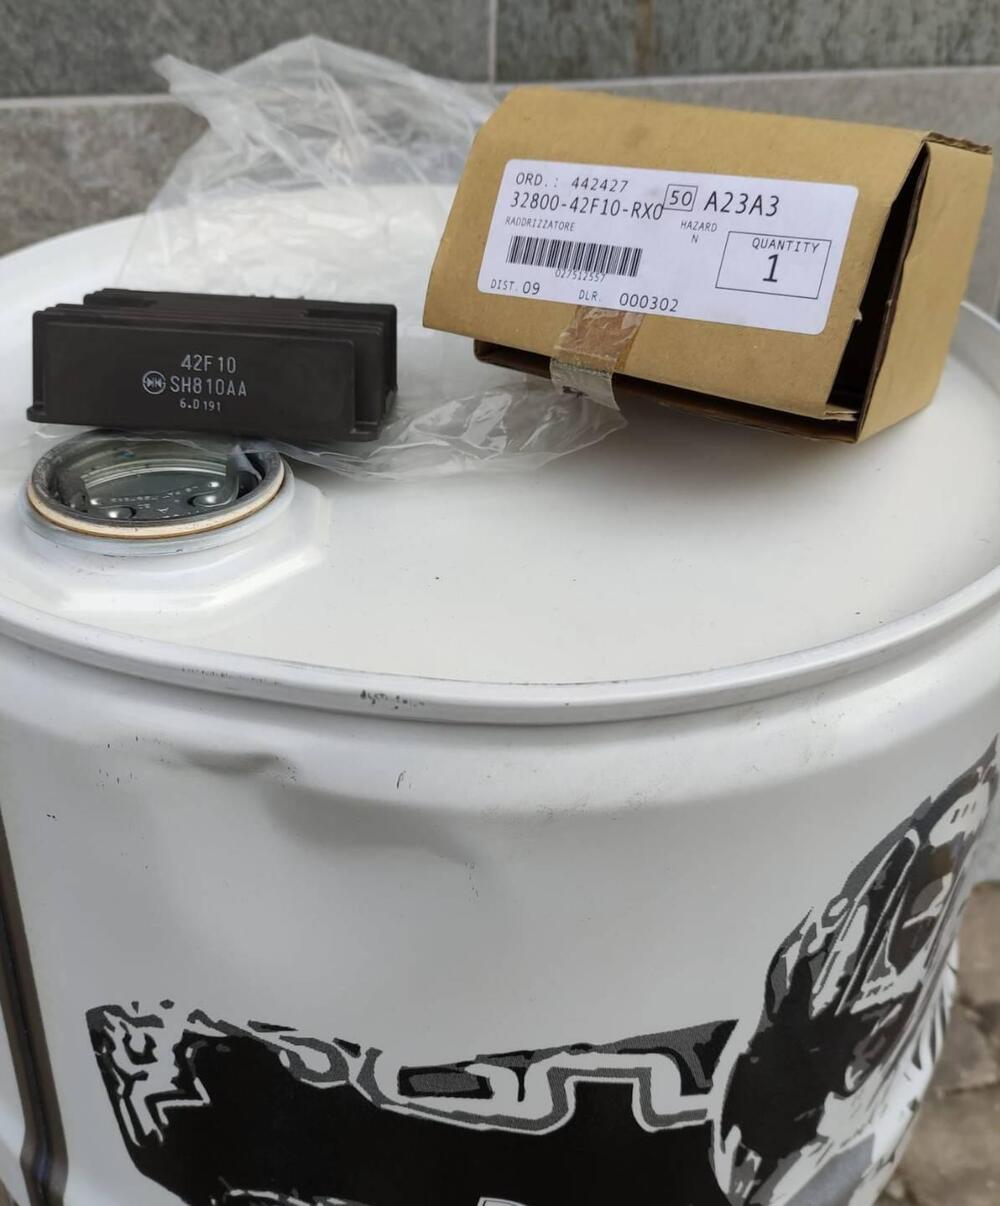 42F10
SH810AA
6.D191
ORD.: 442427
32800-42F10-RX0 50 A23A3
RADDRIZZATORE
HAZARD
N
QUANTITY
1
027512557
DIST. 09
DLR. 000302